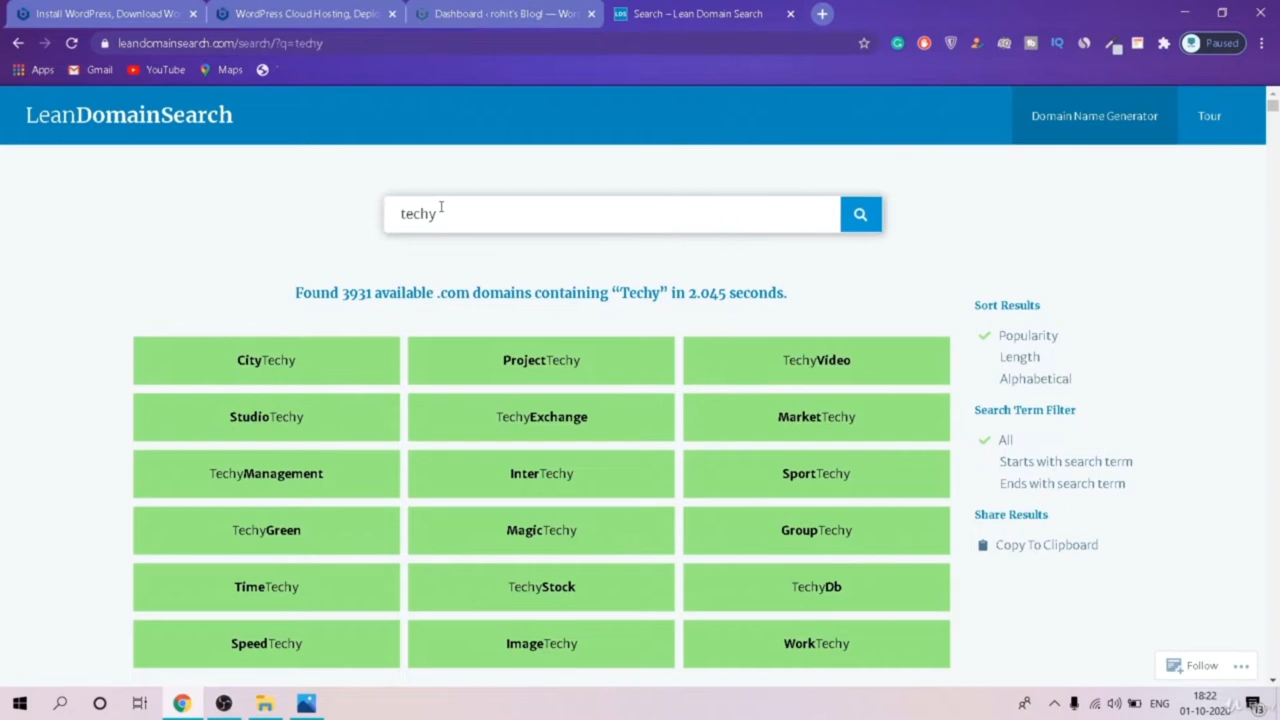 Install WordPress, Download Wo
WordPress Cloud Hosting, Deplo
Dashboard ‹ rohit's Blog! — Wor
LDS Search – Lean Domain Search
leandomainsearch.com/search/?q=techy
Paused
Apps Gmail YouTube Maps
LeanDomainSearch
Domain Name Generator Tour
techy
Found 3931 available .com domains containing “Techy” in 2.045 seconds.
CityTechy ProjectTechy TechyVideo
StudioTechy TechyExchange MarketTechy
TechyManagement InterTechy SportTechy
TechyGreen MagicTechy GroupTechy
TimeTechy TechyStock TechyDb
SpeedTechy ImageTechy WorkTechy
Sort Results
Popularity
Length
Alphabetical
Search Term Filter
All
Starts with search term
Ends with search term
Share Results
Copy To Clipboard
Follow
ENG
18:22
01-10-2020